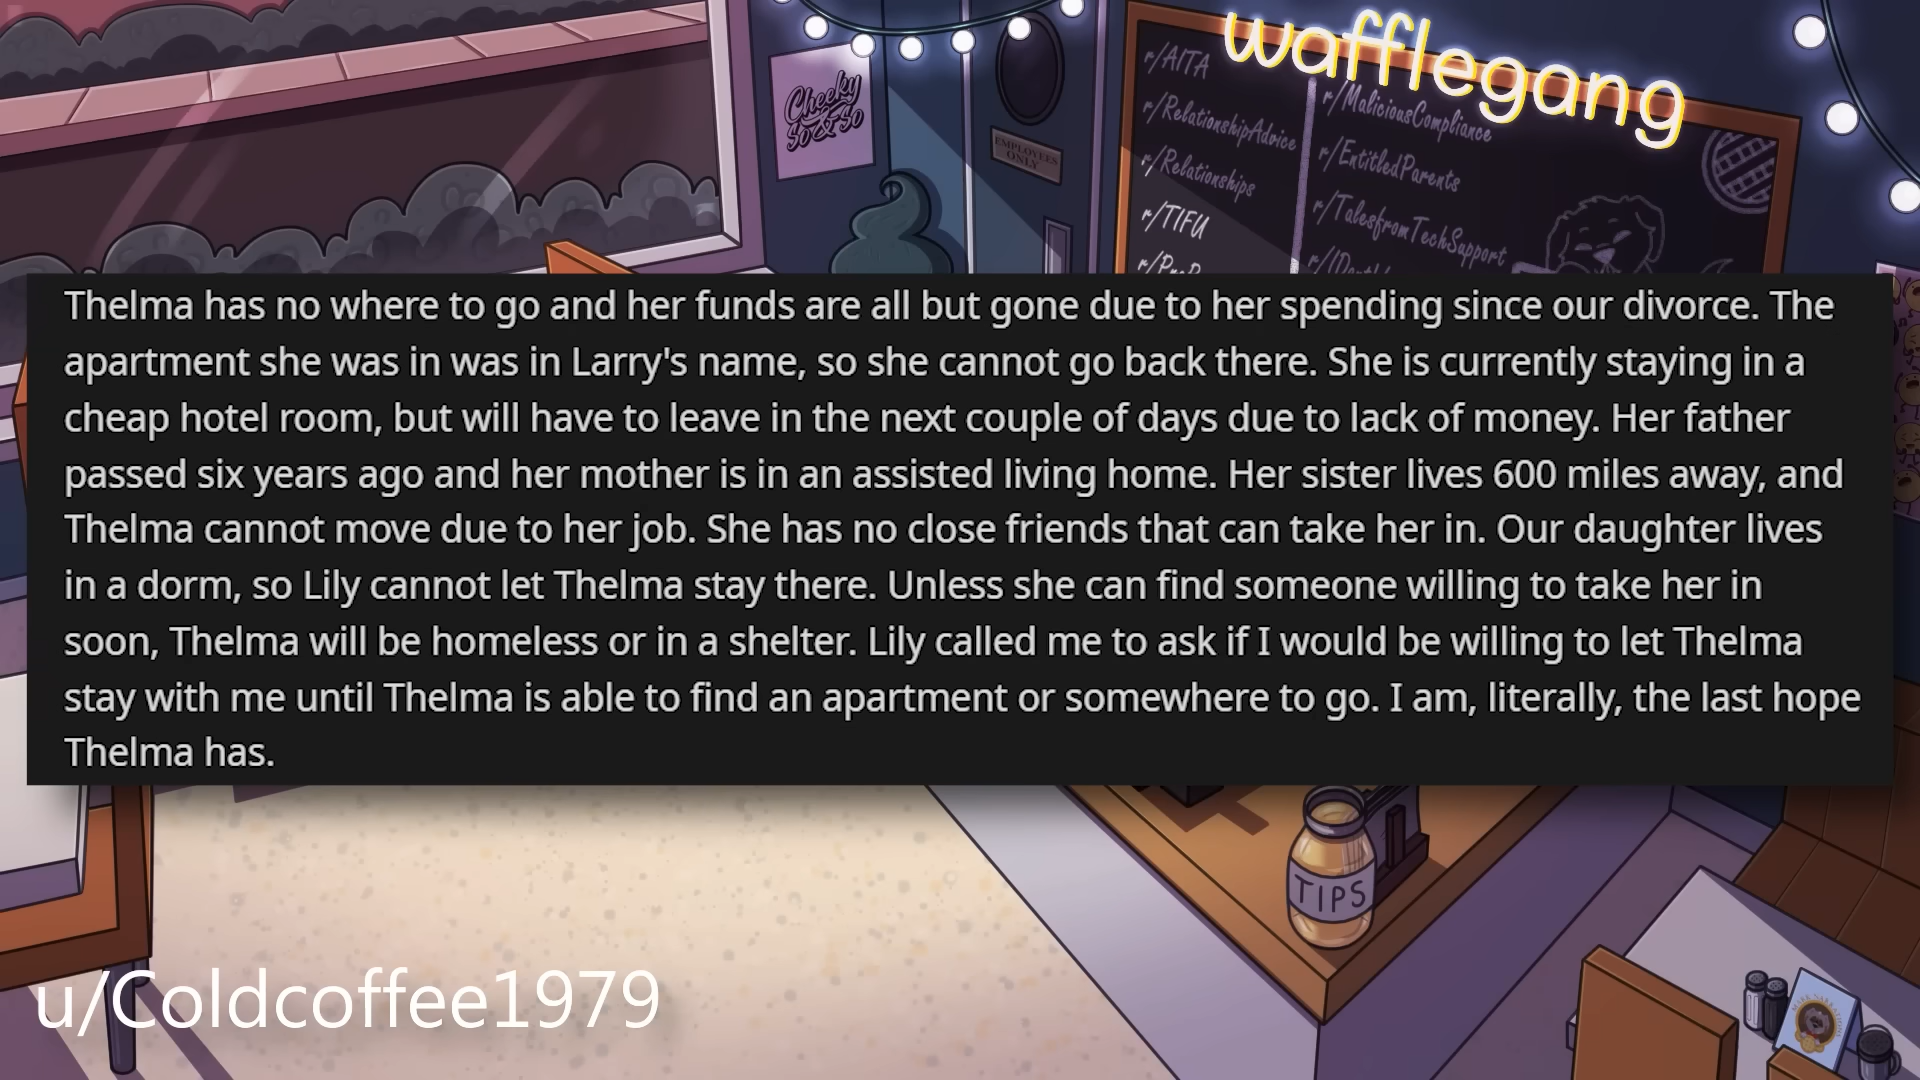 wafflegang
Cheeky
So & So
EMPLOYEES
ONLY
r/AITA
r/RelationshipAdvice
r/Relationships
r/TIFU
r/MaliciousCompliance
r/EntitledParents
r/TalesfromTechSupport
Thelma has no where to go and her funds are all but gone due to her spending since our divorce. The
apartment she was in was in Larry's name, so she cannot go back there. She is currently staying in a
cheap hotel room, but will have to leave in the next couple of days due to lack of money. Her father
passed six years ago and her mother is in an assisted living home. Her sister lives 600 miles away, and
Thelma cannot move due to her job. She has no close friends that can take her in. Our daughter lives
in a dorm, so Lily cannot let Thelma stay there. Unless she can find someone willing to take her in
soon, Thelma will be homeless or in a shelter. Lily called me to ask if I would be willing to let Thelma
stay with me until Thelma is able to find an apartment or somewhere to go. I am, literally, the last hope
Thelma has.
TIPS
u/Coldcoffee1979